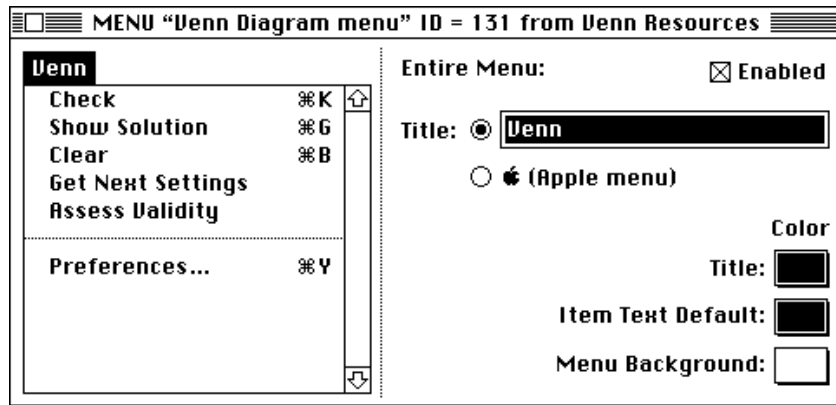 MENU “Venn Diagram menu” ID = 131 from Venn Resources
Venn
Check ⌘K
Show Solution ⌘G
Clear ⌘B
Get Next Settings
Assess Validity
Preferences... ⌘Y
Entire Menu:
Enabled
Title:
Venn
(Apple menu)
Color
Title:
Item Text Default:
Menu Background: